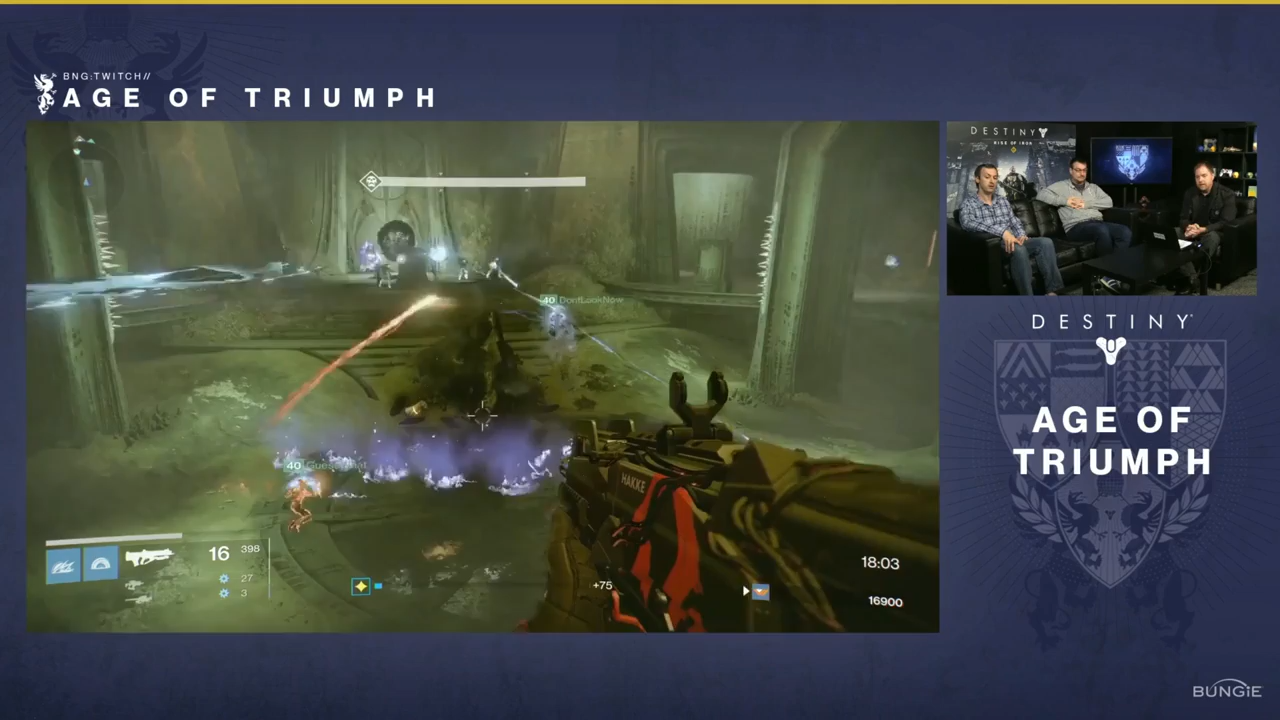 BNG:TWITCH//
AGE OF TRIUMPH
DESTINY
RISE OF IRON
40 DontLookNow
40
HAKKE
16 398
27
3
+75
18:03
16900
DESTINY
AGE OF
TRIUMPH
BUNGIE